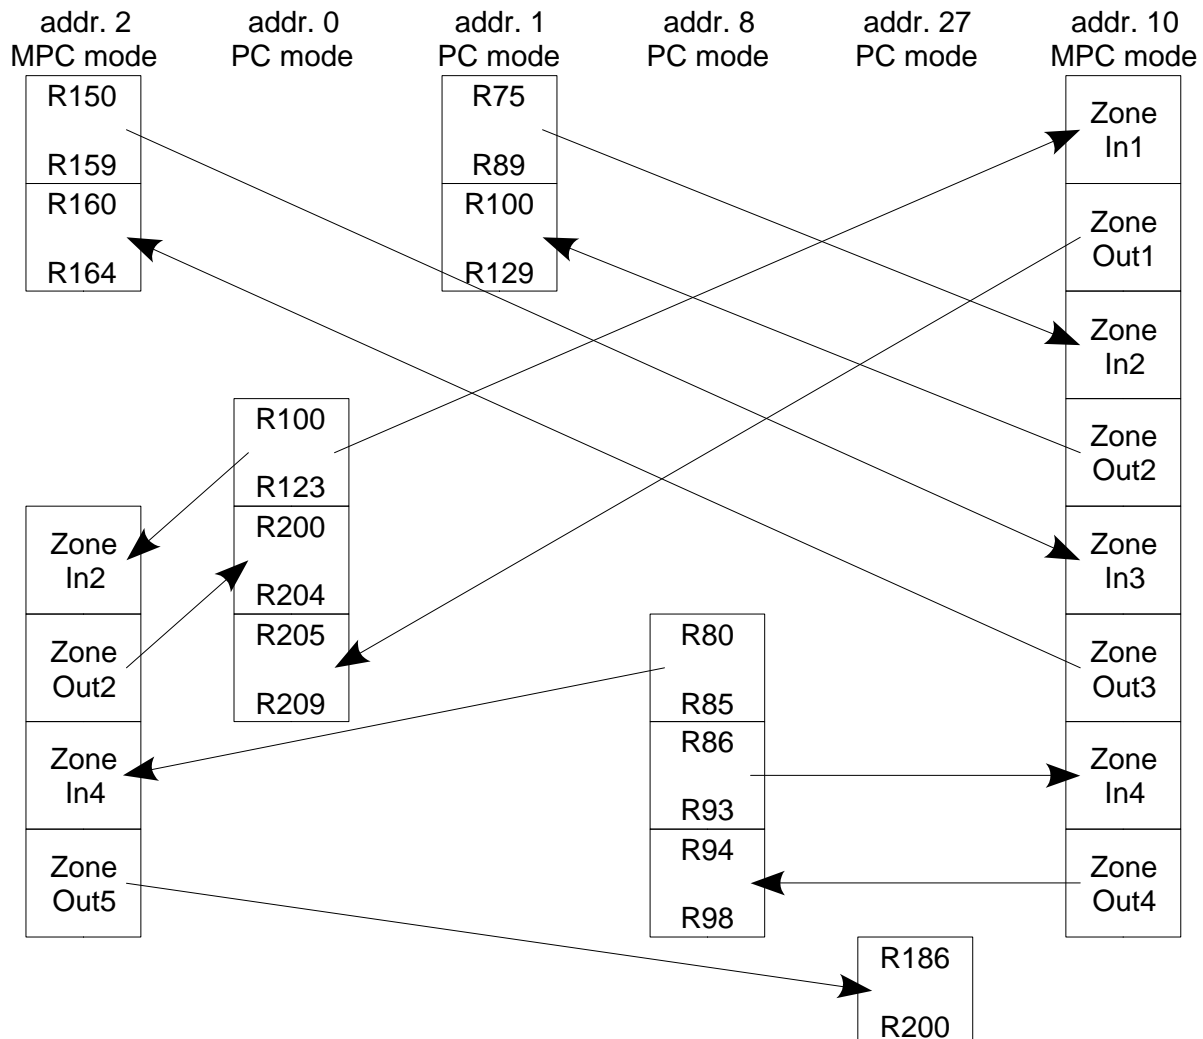 addr. 2 addr. 0 addr. 1 addr. 8 addr. 27 addr. 10
MPC mode PC mode PC mode PC mode PC mode MPC mode
R150 R75
Zone
In1
R159 R89
R160 R100
Zone
Out1
R164 R129
Zone
In2
R100
Zone
Out2
R123
R200
Zone
In2
Zone
In3
R204
R205 R80
Zone
Out2
Zone
Out3
R209 R85
R86
Zone
In4
Zone
In4
R93
R94
Zone
Out5
Zone
Out4
R98
R186
R200